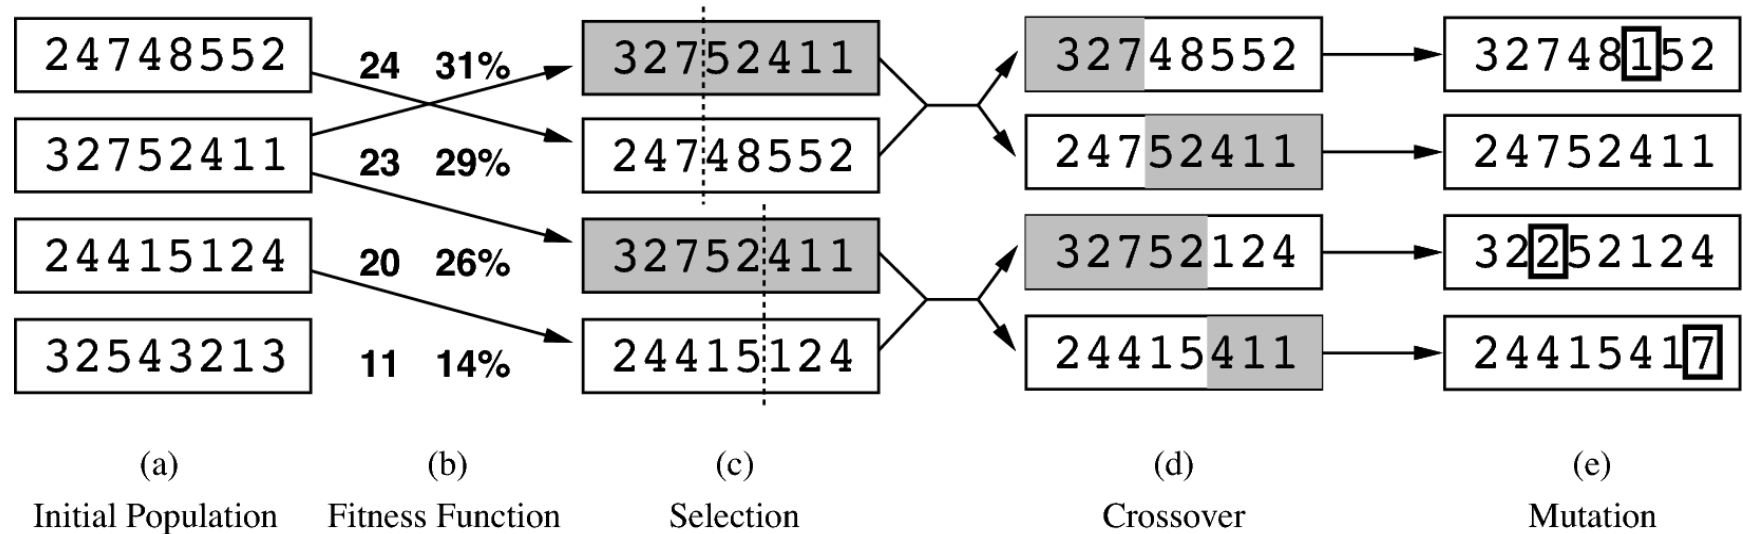 24748552 24 31% 32752411 32748552 32748152
32752411 23 29% 24748552 24752411 24752411
24415124 20 26% 32752411 32752124 32252124
32543213 11 14% 24415124 24415411 24415417
(a) (b) (c) (d) (e)
Initial Population Fitness Function Selection Crossover Mutation